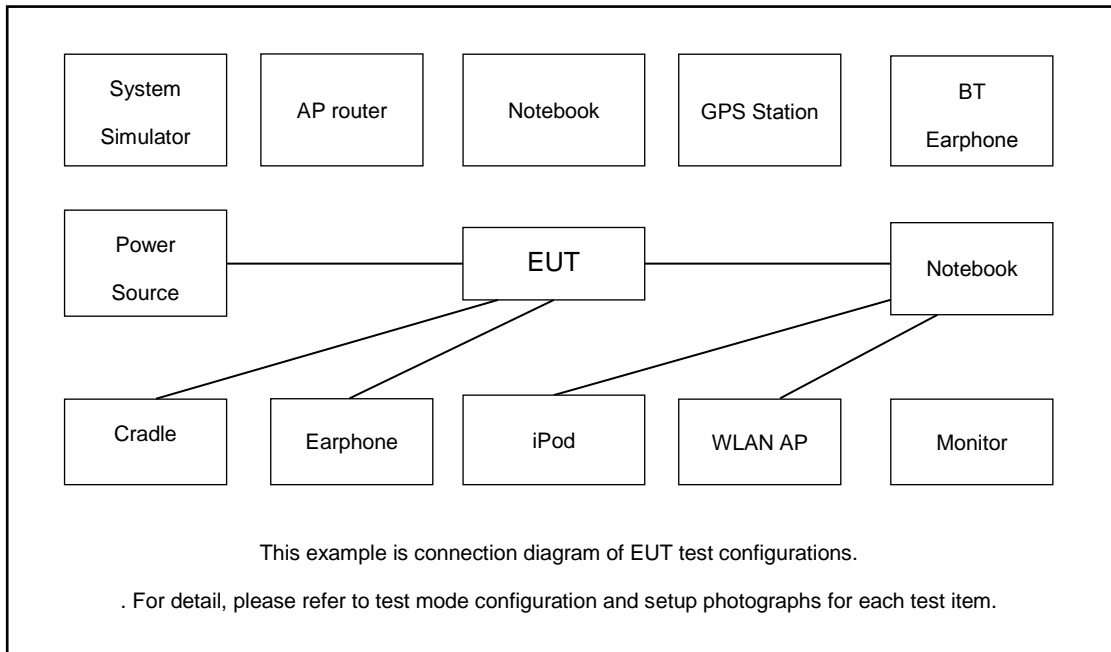 System
Simulator
AP router
Notebook
GPS Station
BT
Earphone
Power
Source
EUT
Notebook
Cradle
Earphone
iPod
WLAN AP
Monitor
This example is connection diagram of EUT test configurations.
. For detail, please refer to test mode configuration and setup photographs for each test item.